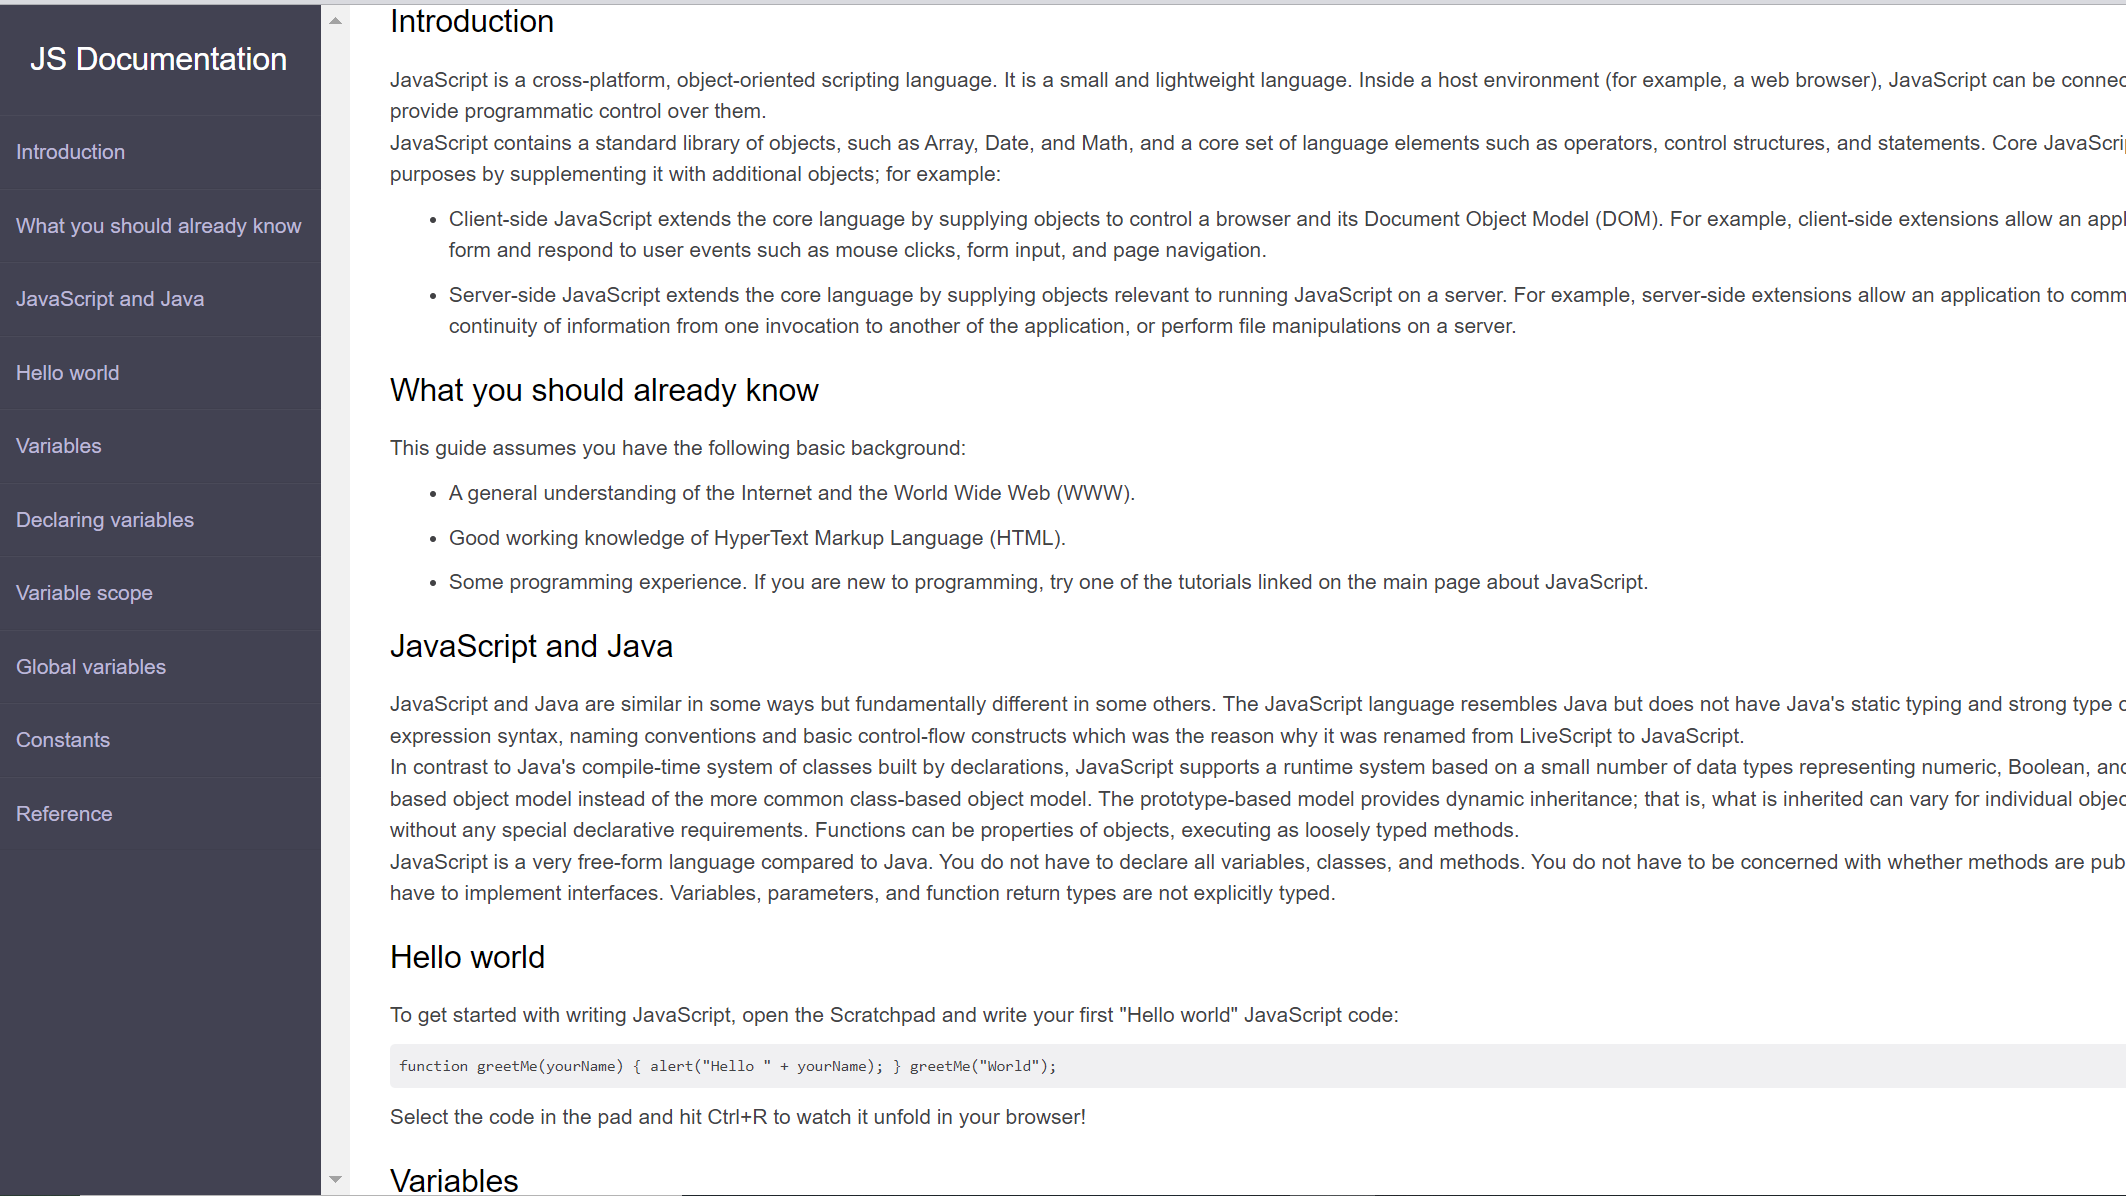 JS Documentation
Introduction
What you should already know
JavaScript and Java
Hello world
Variables
Declaring variables
Variable scope
Global variables
Constants
Reference
Introduction
JavaScript is a cross-platform, object-oriented scripting language. It is a small and lightweight language. Inside a host environment (for example, a web browser), JavaScript can be
provide programmatic control over them.
JavaScript contains a standard library of objects, such as Array, Date, and Math, and a core set of language elements such as operators, control structures, and statements. Core
purposes by supplementing it with additional objects; for example:
• Client-side JavaScript extends the core language by supplying objects to control a browser and its Document Object Model (DOM). For example, client-side extensions allow an
form and respond to user events such as mouse clicks, form input, and page navigation.
• Server-side JavaScript extends the core language by supplying objects relevant to running JavaScript on a server. For example, server-side extensions allow an application to
continuity of information from one invocation to another of the application, or perform file manipulations on a server.
What you should already know
This guide assumes you have the following basic background:
• A general understanding of the Internet and the World Wide Web (WWW).
• Good working knowledge of HyperText Markup Language (HTML).
• Some programming experience. If you are new to programming, try one of the tutorials linked on the main page about JavaScript.
JavaScript and Java
JavaScript and Java are similar in some ways but fundamentally different in some others. The JavaScript language resembles Java but does not have Java's static typing and strong type
expression syntax, naming conventions and basic control-flow constructs which was the reason why it was renamed from LiveScript to JavaScript.
In contrast to Java's compile-time system of classes built by declarations, JavaScript supports a runtime system based on a small number of data types representing numeric, Boolean,
based object model instead of the more common class-based object model. The prototype-based model provides dynamic inheritance; that is, what is inherited can vary for individual
without any special declarative requirements. Functions can be properties of objects, executing as loosely typed methods.
JavaScript is a very free-form language compared to Java. You do not have to declare all variables, classes, and methods. You do not have to be concerned with whether methods are
have to implement interfaces. Variables, parameters, and function return types are not explicitly typed.
Hello world
To get started with writing JavaScript, open the Scratchpad and write your first "Hello world" JavaScript code:
function greetMe(yourName) { alert("Hello " + yourName); } greetMe("World");
Select the code in the pad and hit Ctrl+R to watch it unfold in your browser!
Variables